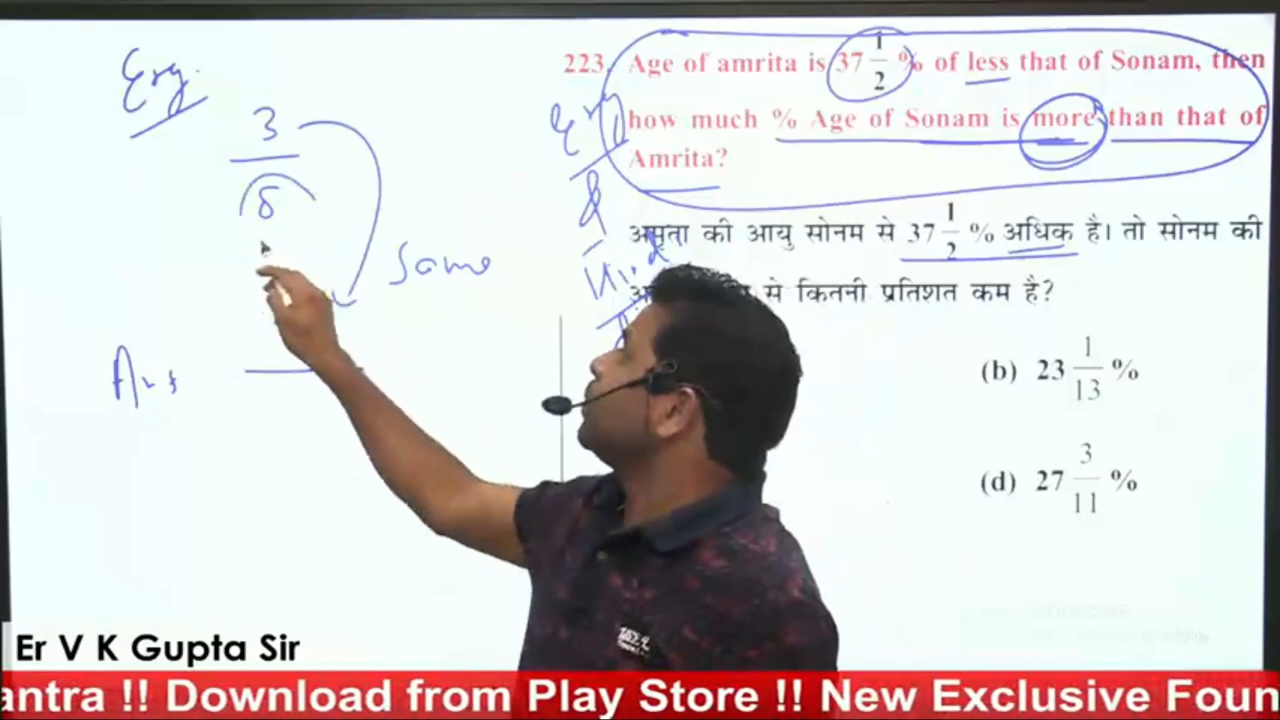 Eng.
3
8
Same
Ans
Eng
223. Age of amrita is 37 1/2 % of less that of Sonam, then
how much % Age of Sonam is more than that of
Amrita?
अमृता की आयु सोनम से 37 1/2 % अधिक है। तो सोनम की
से कितनी प्रतिशत कम है?
(b) 23 1/13 %
(d) 27 3/11 %
Er V K Gupta Sir
antra !! Download from Play Store !! New Exclusive Foun